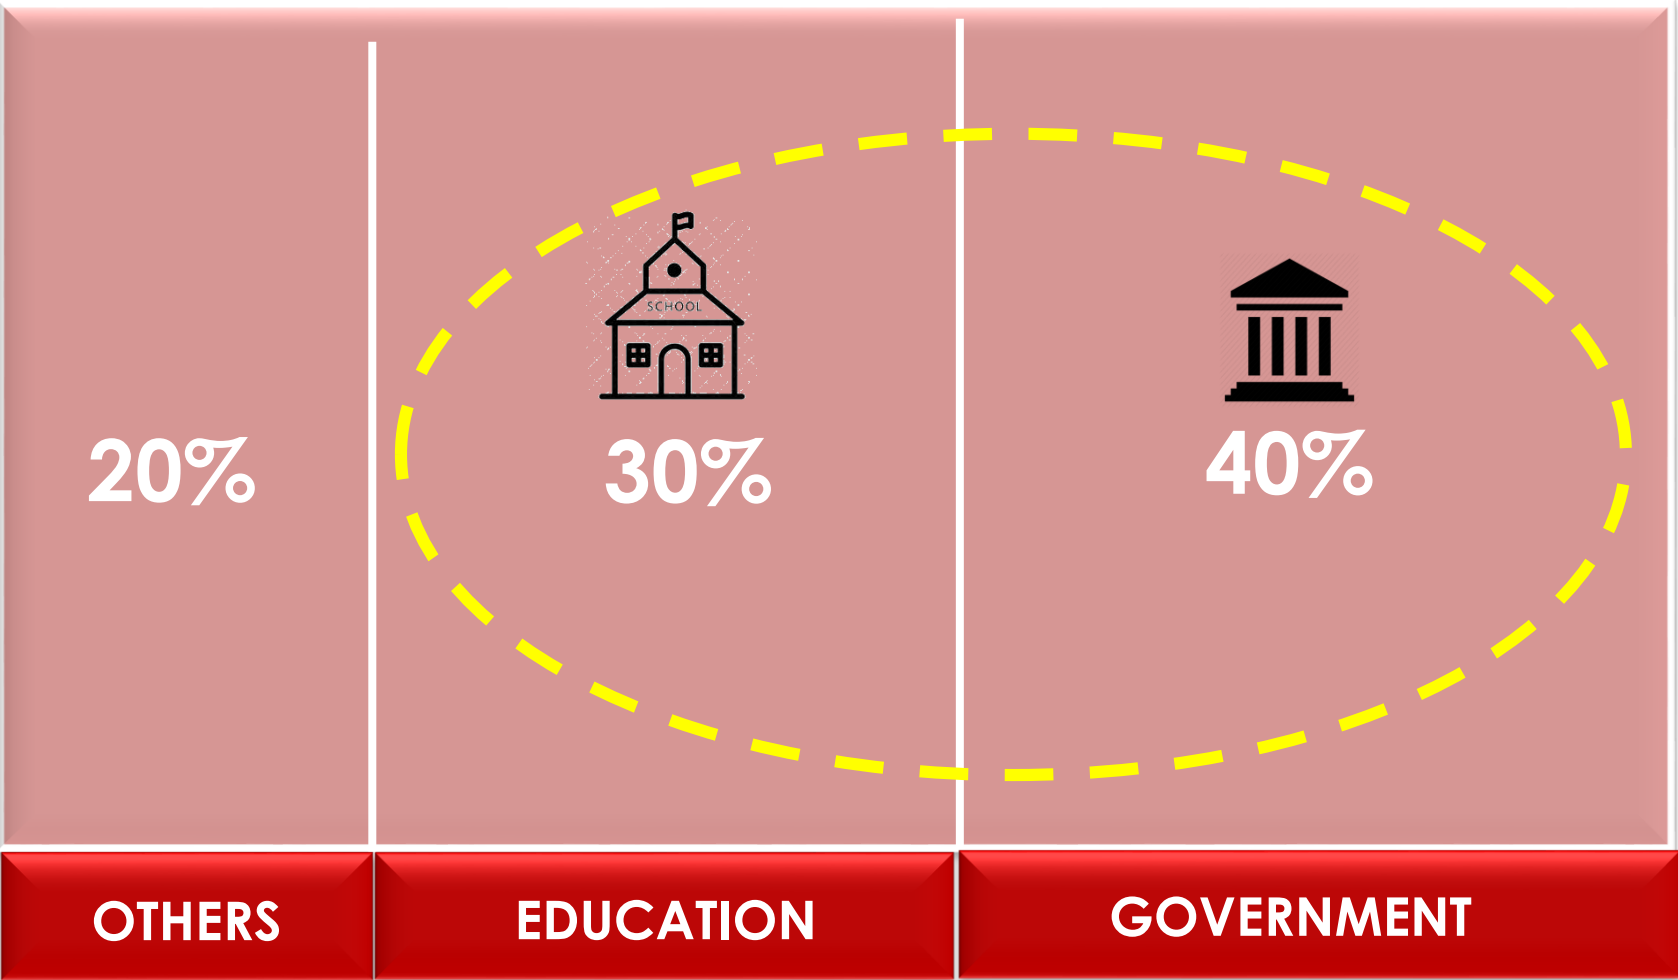 SCHOOL
20%
30%
40%
OTHERS
EDUCATION
GOVERNMENT